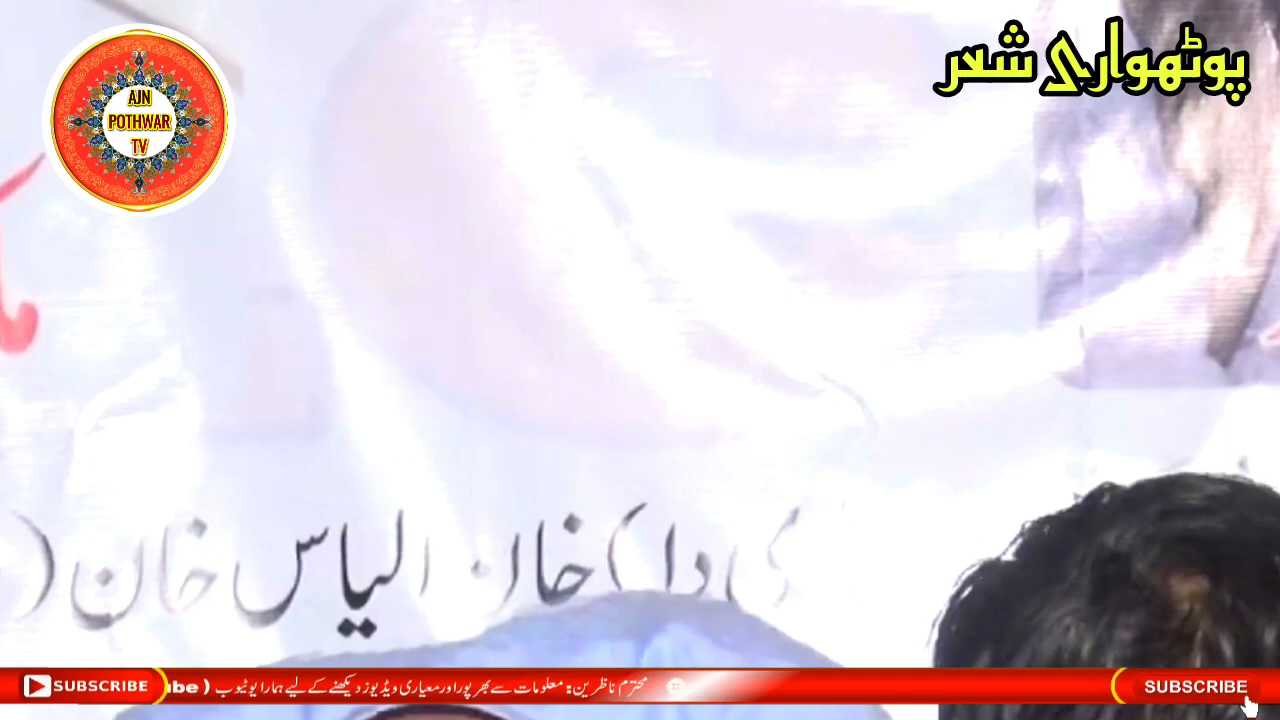 پوٹھواری شعر
AJN
POTHWAR
TV
خان الیاس خان (
SUBSCRIBE
محترم ناظرین: معلومات سے بھرپور اور معیاری ویڈیوز دیکھنے کے لیے ہمارا یوٹیوب ( ube
SUBSCRIBE